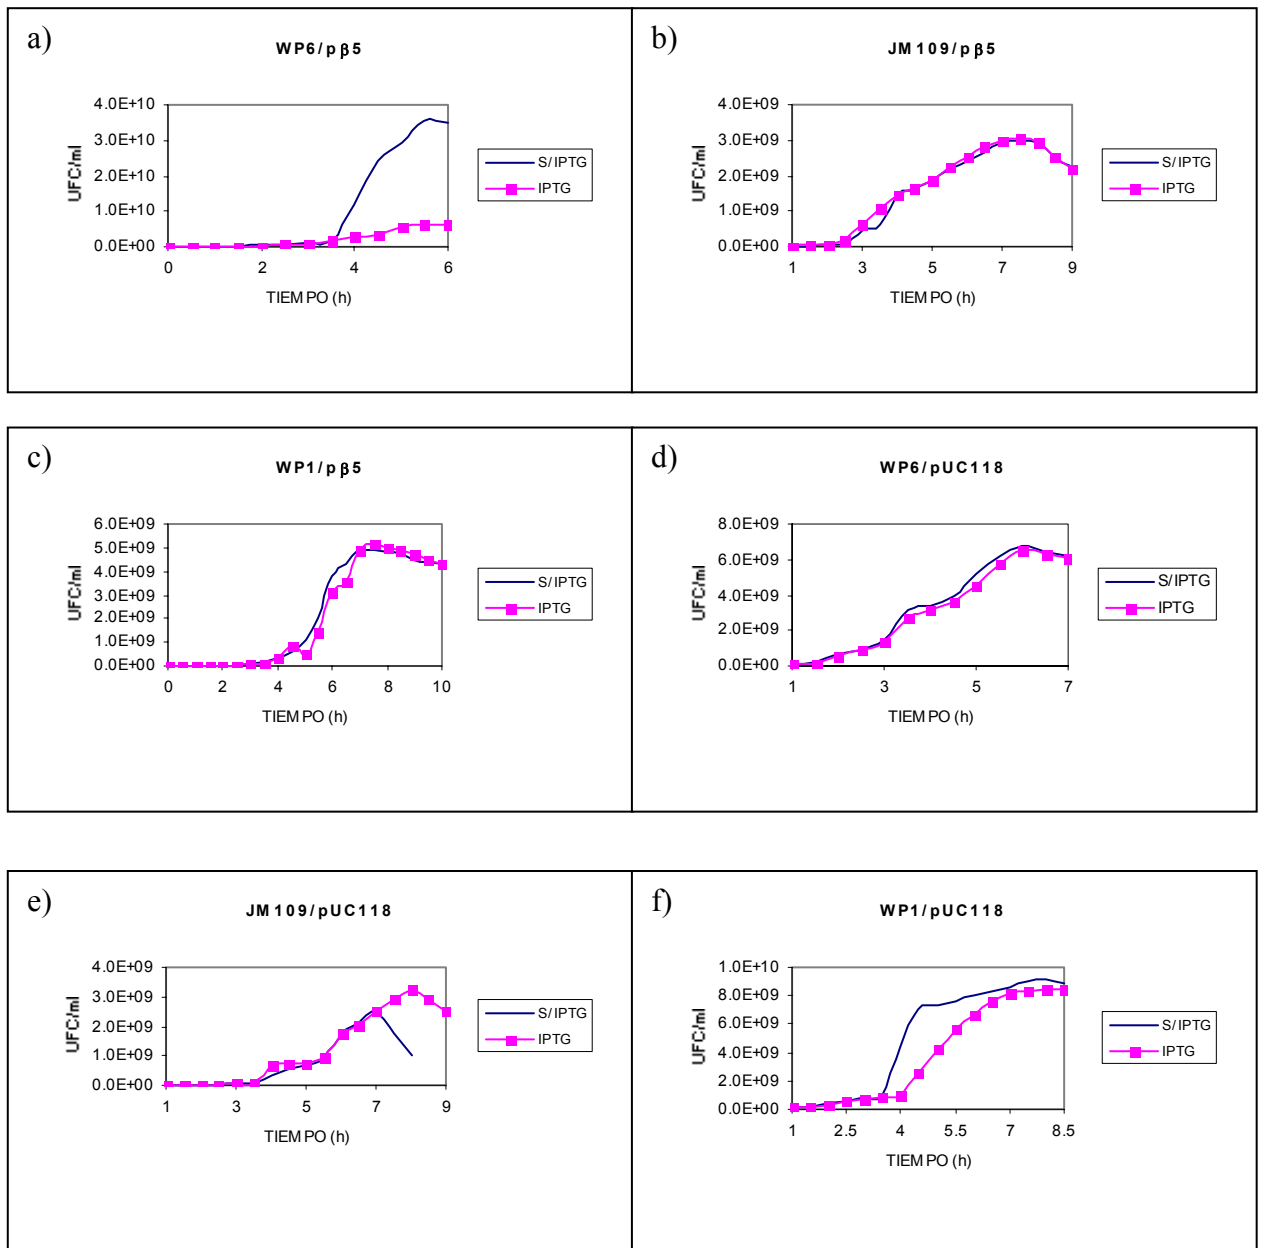 a)
WP6/pβ5
4.0E+10
3.0E+10
2.0E+10
1.0E+10
0.0E+00
UFC/ml
0 2 4 6
TIEMPO (h)
S/IPTG
IPTG
b)
JM109/pβ5
4.0E+09
3.0E+09
2.0E+09
1.0E+09
0.0E+00
UFC/ml
1 3 5 7 9
TIEMPO (h)
S/IPTG
IPTG
c)
WP1/pβ5
6.0E+09
5.0E+09
4.0E+09
3.0E+09
2.0E+09
1.0E+09
0.0E+00
UFC/ml
0 2 4 6 8 10
TIEMPO (h)
S/IPTG
IPTG
d)
WP6/pUC118
8.0E+09
6.0E+09
4.0E+09
2.0E+09
0.0E+00
UFC/ml
1 3 5 7
TIEMPO (h)
S/IPTG
IPTG
e)
JM109/pUC118
4.0E+09
3.0E+09
2.0E+09
1.0E+09
0.0E+00
UFC/ml
1 3 5 7 9
TIEMPO (h)
S/IPTG
IPTG
f)
WP1/pUC118
1.0E+10
8.0E+09
6.0E+09
4.0E+09
2.0E+09
0.0E+00
UFC/ml
1 2.5 4 5.5 7 8.5
TIEMPO (h)
S/IPTG
IPTG